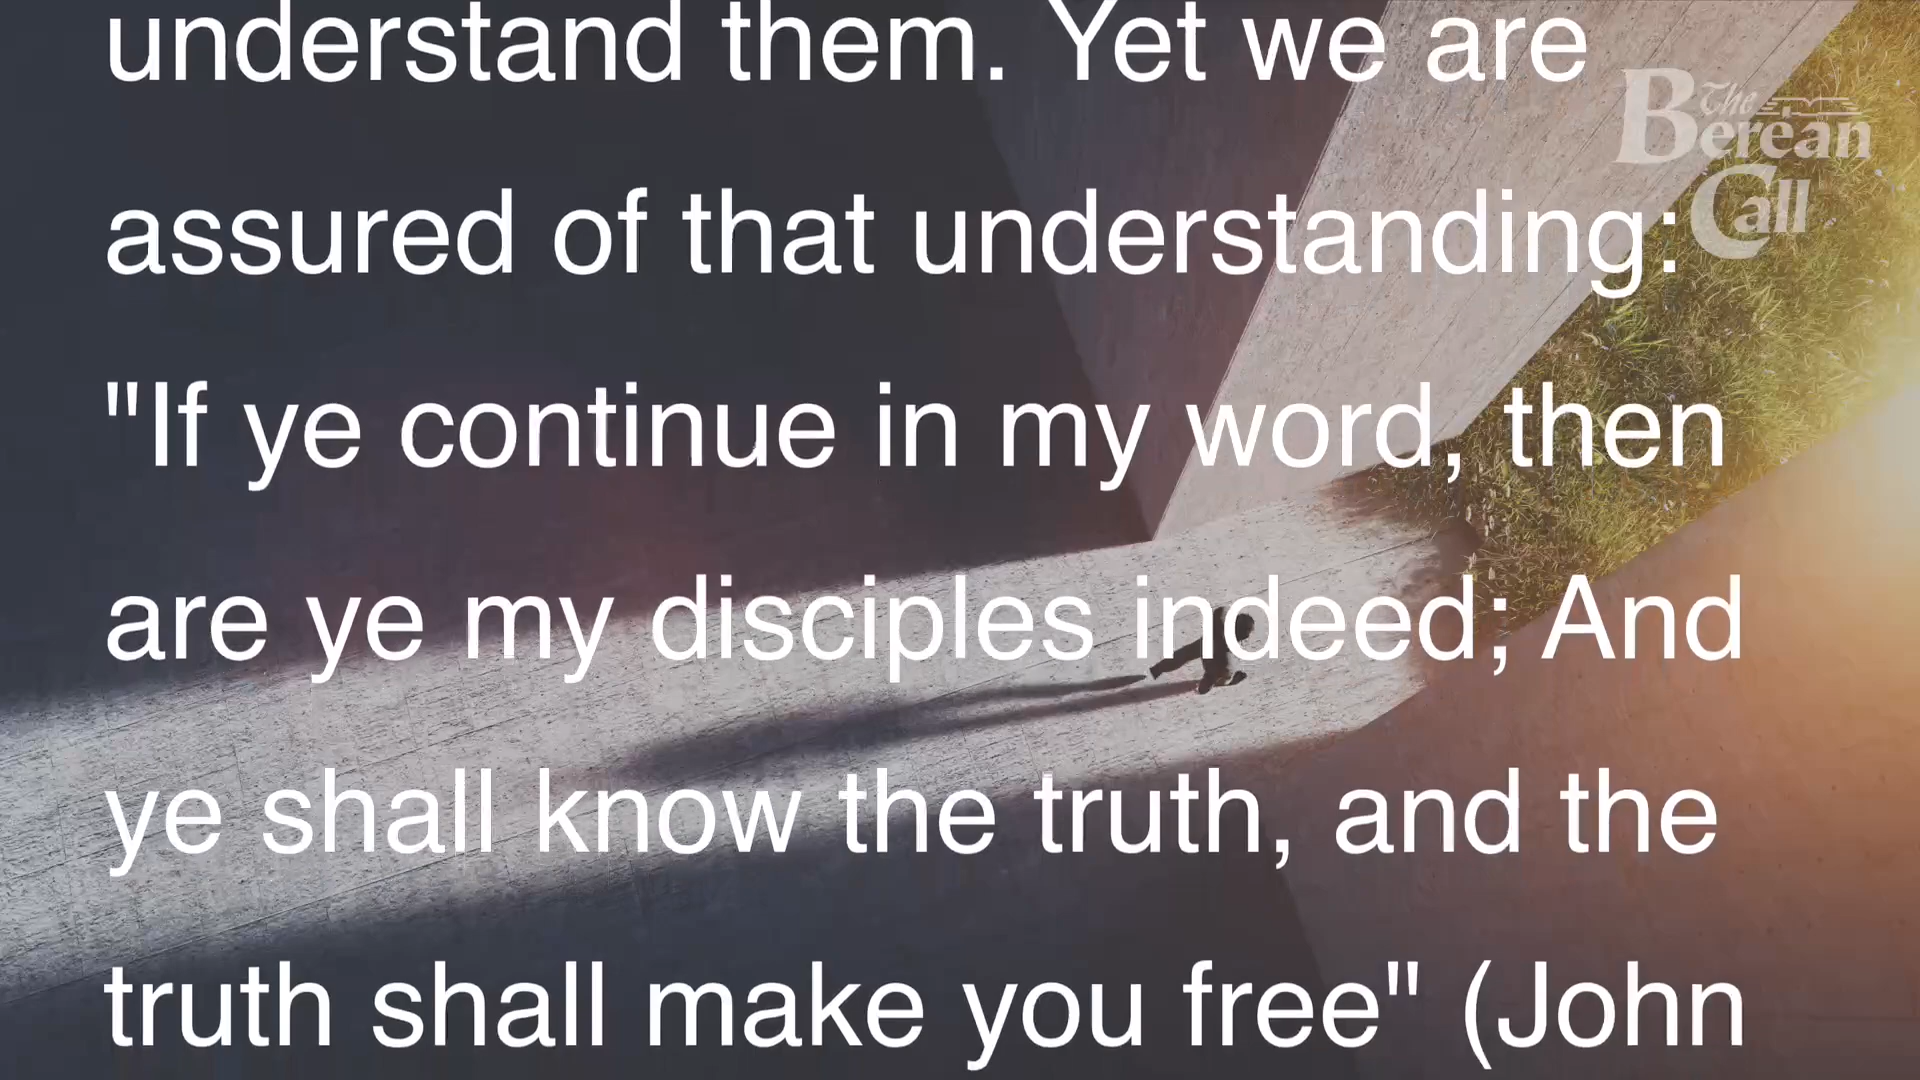 understand them. Yet we are
The Berean Call
assured of that understanding:
"If ye continue in my word, then
are ye my disciples indeed; And
ye shall know the truth, and the
truth shall make you free" (John